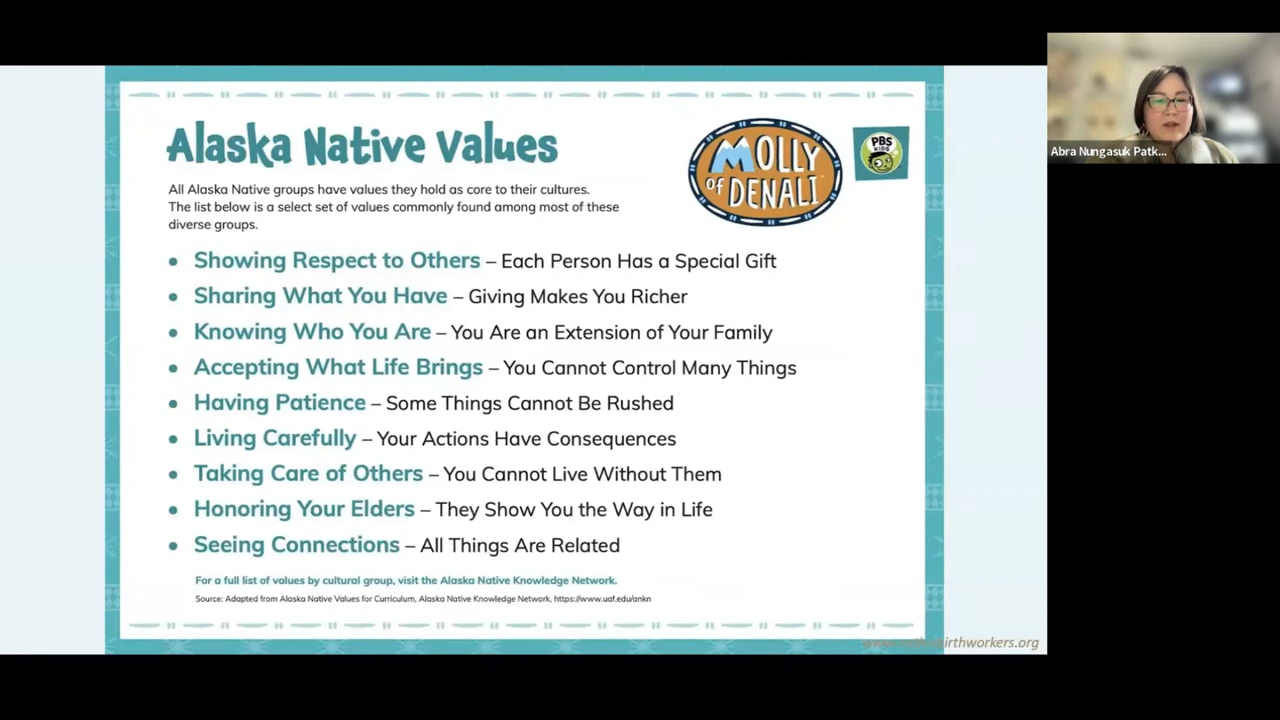 Alaska Native Values
MOLLY
of DENALI
PBS
KIDS
All Alaska Native groups have values they hold as core to their cultures.
The list below is a select set of values commonly found among most of these
diverse groups.
• Showing Respect to Others – Each Person Has a Special Gift
• Sharing What You Have – Giving Makes You Richer
• Knowing Who You Are – You Are an Extension of Your Family
• Accepting What Life Brings – You Cannot Control Many Things
• Having Patience – Some Things Cannot Be Rushed
• Living Carefully – Your Actions Have Consequences
• Taking Care of Others – You Cannot Live Without Them
• Honoring Your Elders – They Show You the Way in Life
• Seeing Connections – All Things Are Related
For a full list of values by cultural group, visit the Alaska Native Knowledge Network.
Source: Adapted from Alaska Native Values for Curriculum, Alaska Native Knowledge Network, https://www.uaf.edu/ankn
Abra Nungasuk Patk...